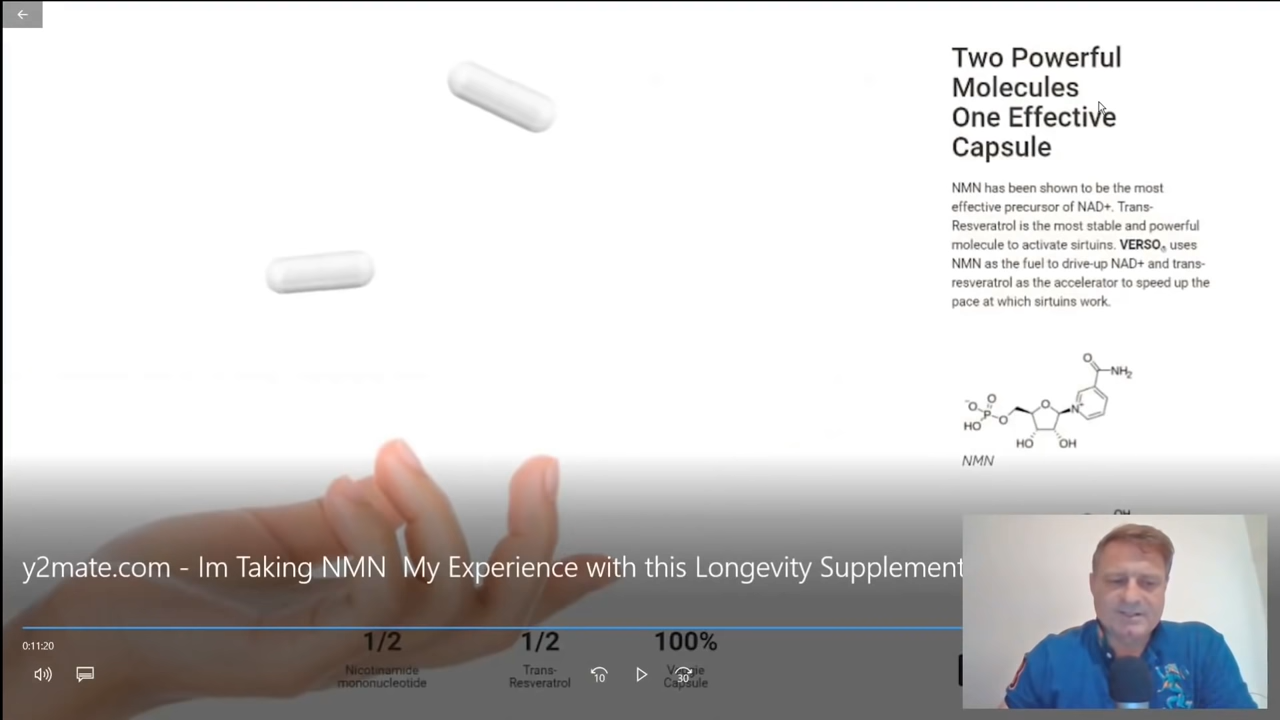 Two Powerful
Molecules
One Effective
Capsule
NMN has been shown to be the most
effective precursor of NAD+. Trans-
Resveratrol is the most stable and powerful
molecule to activate sirtuins. VERSO® uses
NMN as the fuel to drive-up NAD+ and trans-
resveratrol as the accelerator to speed up the
pace at which sirtuins work.
O
NH₂
⁻O O
P
HO O
O
N⁺
HO OH
NMN
OH
y2mate.com - Im Taking NMN My Experience with this Longevity Supplement
0:11:20
1/2 1/2 100%
Nicotinamide
mononucleotide
Trans-
Resveratrol
Veggie
Capsule
10 30